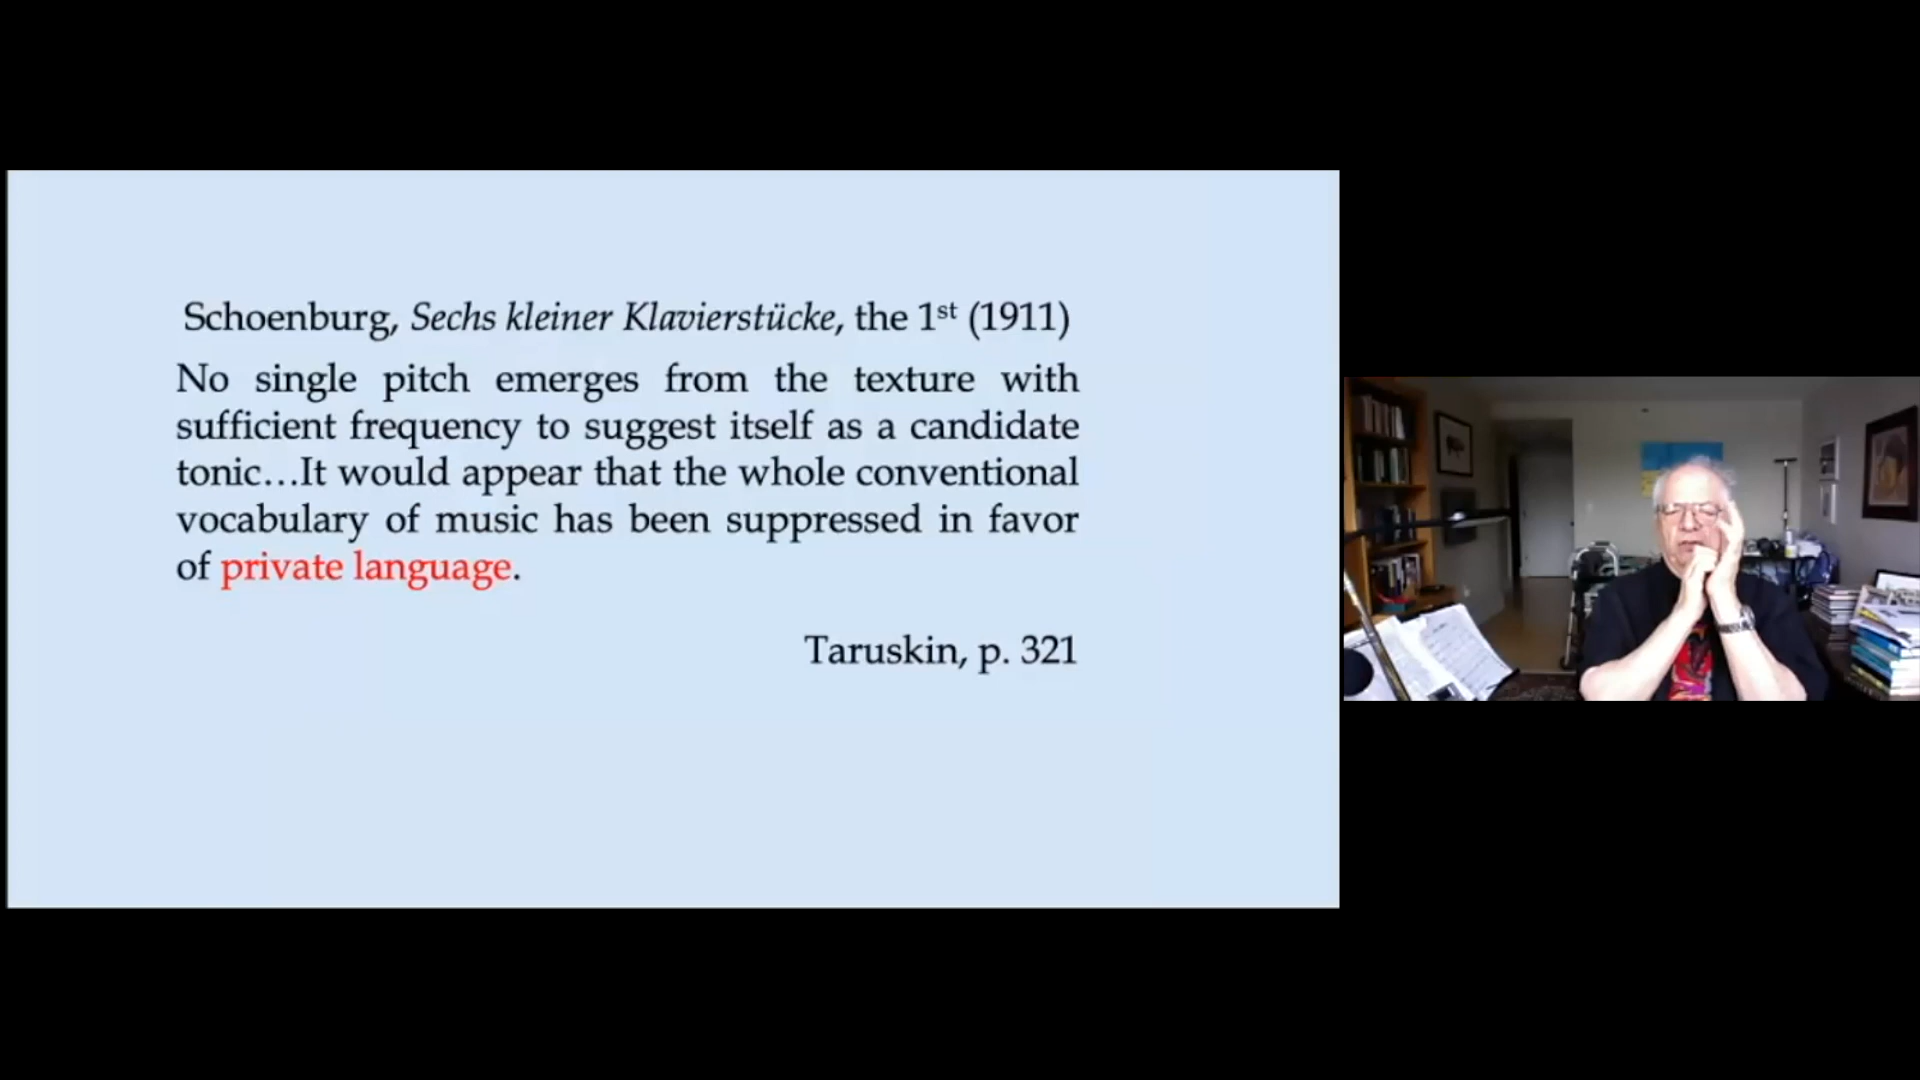 Schoenburg, Sechs kleiner Klavierstücke, the 1st (1911)
No single pitch emerges from the texture with
sufficient frequency to suggest itself as a candidate
tonic…It would appear that the whole conventional
vocabulary of music has been suppressed in favor
of private language.
Taruskin, p. 321